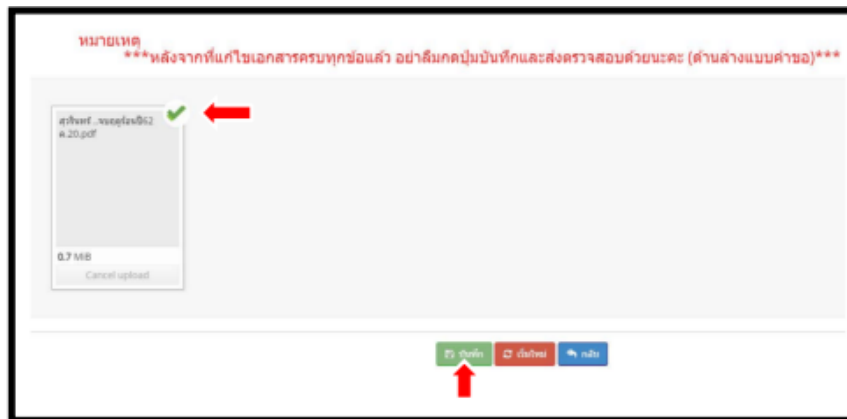 หมายเหตุ
***หลังจากที่แก้ไขเอกสารครบทุกข้อแล้ว อย่าลืมกดปุ่มบันทึกและส่งตรวจสอบด้วยนะคะ (ด้านล่างแบบคำขอ)***
ค.20.pdf
0.7 MiB
Cancel upload
บันทึก เริ่มใหม่ กลับ